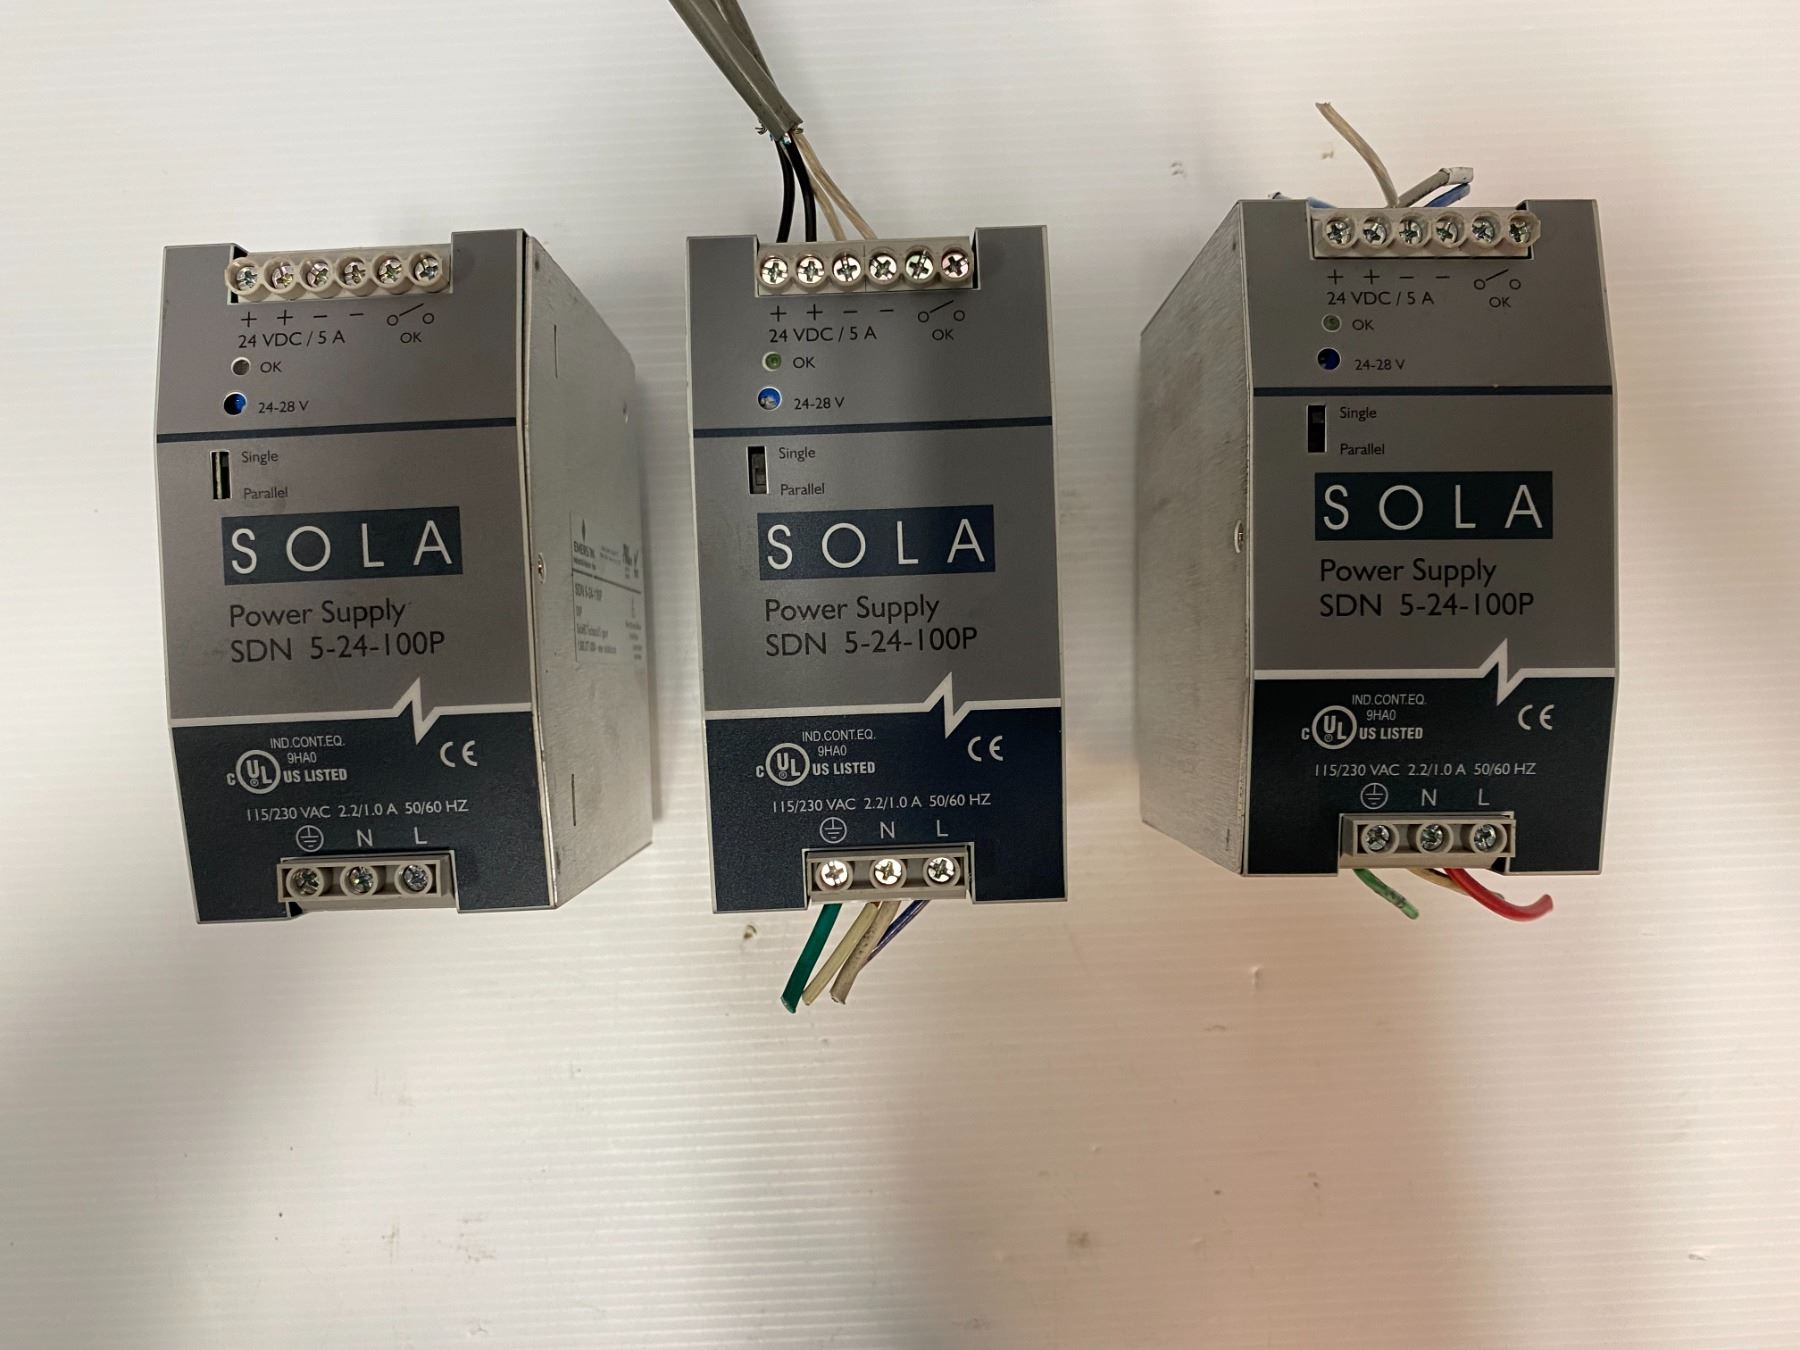 + + − −
24 VDC / 5 A
OK
OK
24-28 V
Single
Parallel
SOLA
Power Supply
SDN 5-24-100P
IND.CONT.EQ.
9HA0
C UL US LISTED
CE
115/230 VAC 2.2/1.0 A 50/60 HZ
N L
EMERSON
SDN 5-24-100P
+ + − −
24 VDC / 5 A
OK
OK
24-28 V
Single
Parallel
SOLA
Power Supply
SDN 5-24-100P
IND.CONT.EQ.
9HA0
C UL US LISTED
CE
115/230 VAC 2.2/1.0 A 50/60 HZ
N L
+ + − −
24 VDC / 5 A
OK
OK
24-28 V
Single
Parallel
SOLA
Power Supply
SDN 5-24-100P
IND.CONT.EQ.
9HA0
C UL US LISTED
CE
115/230 VAC 2.2/1.0 A 50/60 HZ
N L